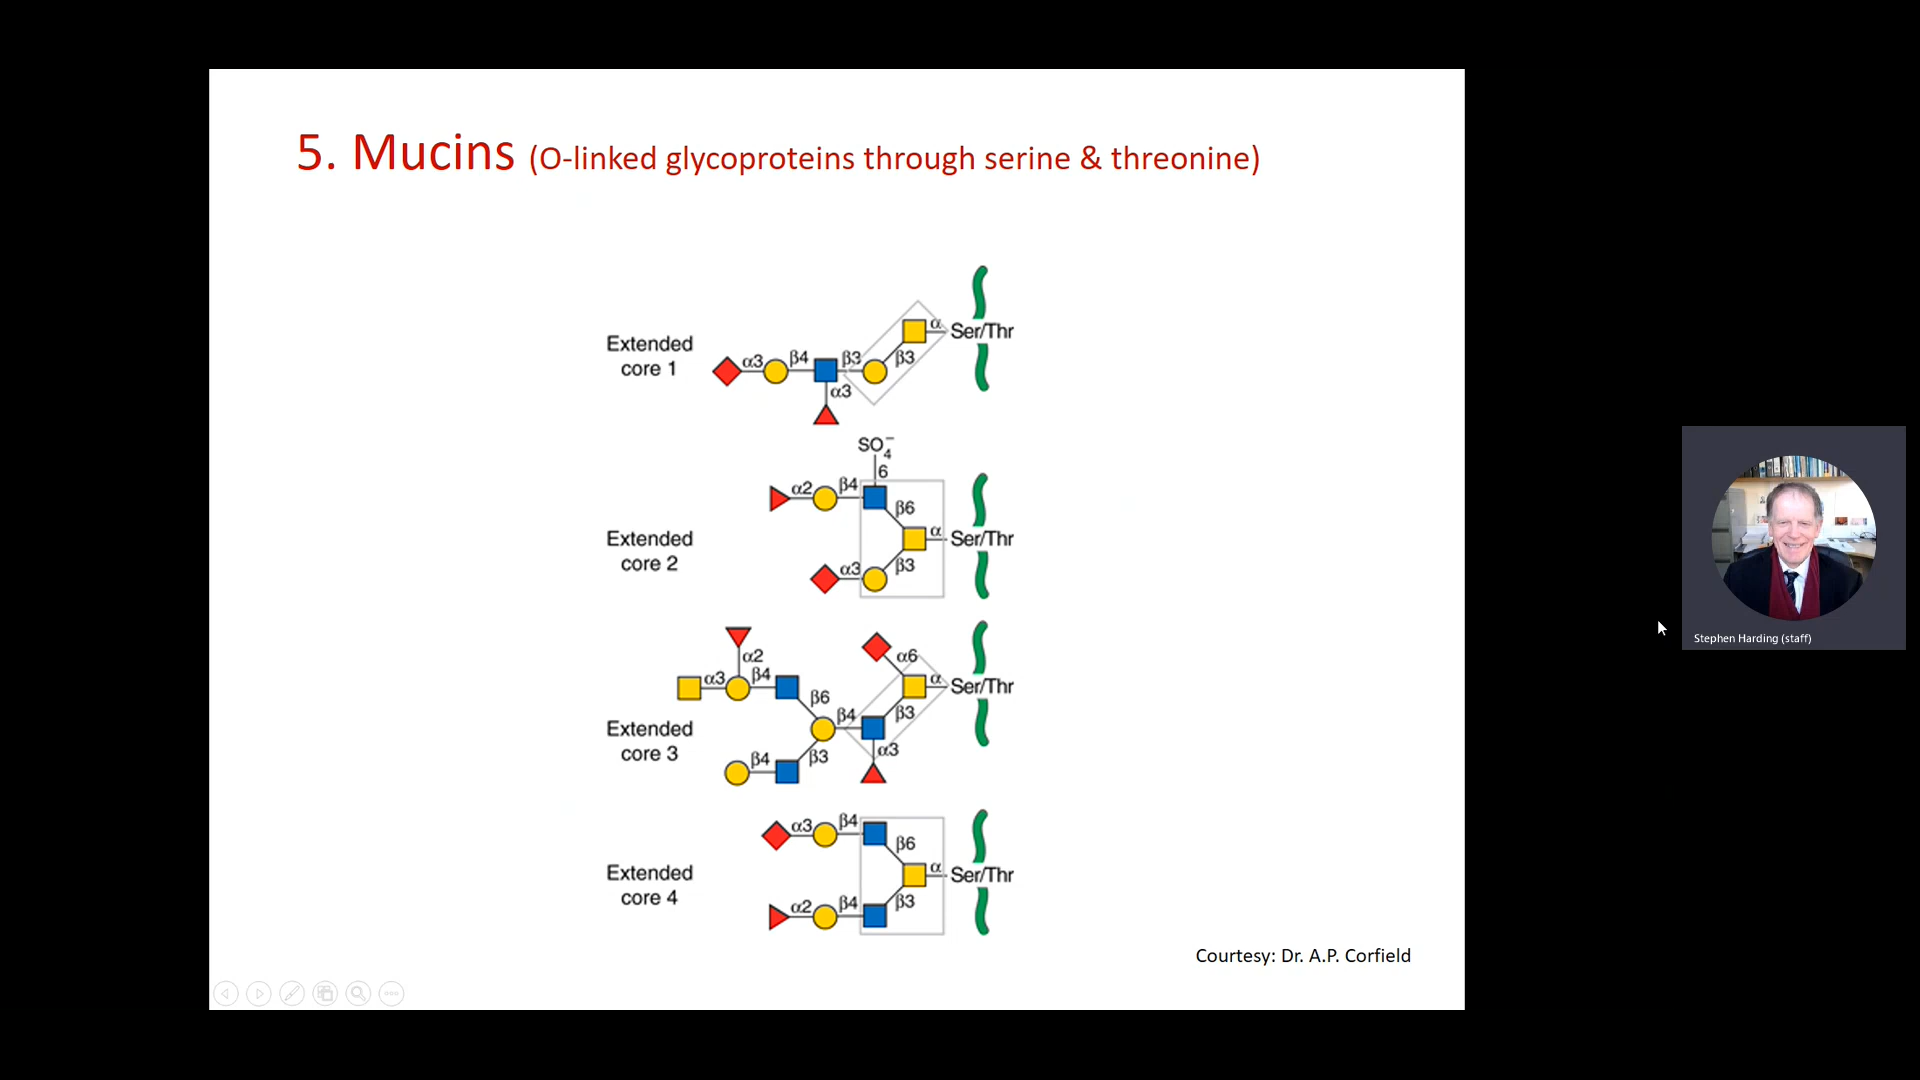 5. Mucins (O-linked glycoproteins through serine & threonine)
Extended
core 1
α3
β4
β3
α3
β3
α
Ser/Thr
SO4−
6
Extended
core 2
α2
β4
β6
α3
β3
α
Ser/Thr
Extended
core 3
α2
α3
β4
β6
β4
β3
β4
α6
α
Ser/Thr
β3
α3
Extended
core 4
α3
β4
β6
α
Ser/Thr
α2
β4
β3
Courtesy: Dr. A.P. Corfield
Stephen Harding (staff)